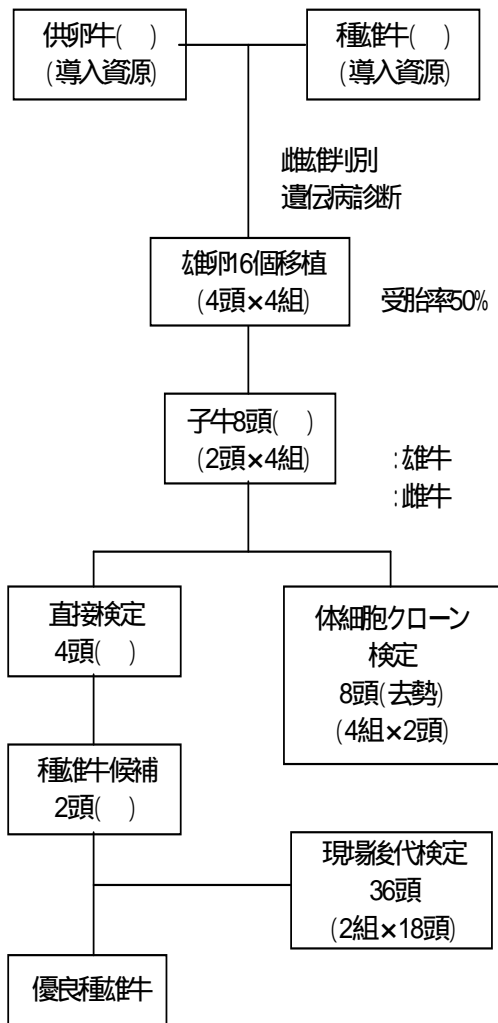 供卵牛(　)
(導入資源)
種雄牛(　)
(導入資源)
雌雄判別
遺伝病診断
雄卵16個移植
(4頭×4組)
受胎率50%
子牛8頭(　)
(2頭×4組)
:雄牛
:雌牛
直接検定
4頭(　)
体細胞クローン
検定
8頭(去勢)
(4組×2頭)
種雄牛候補
2頭(　)
現場後代検定
36頭
(2組×18頭)
優良種雄牛